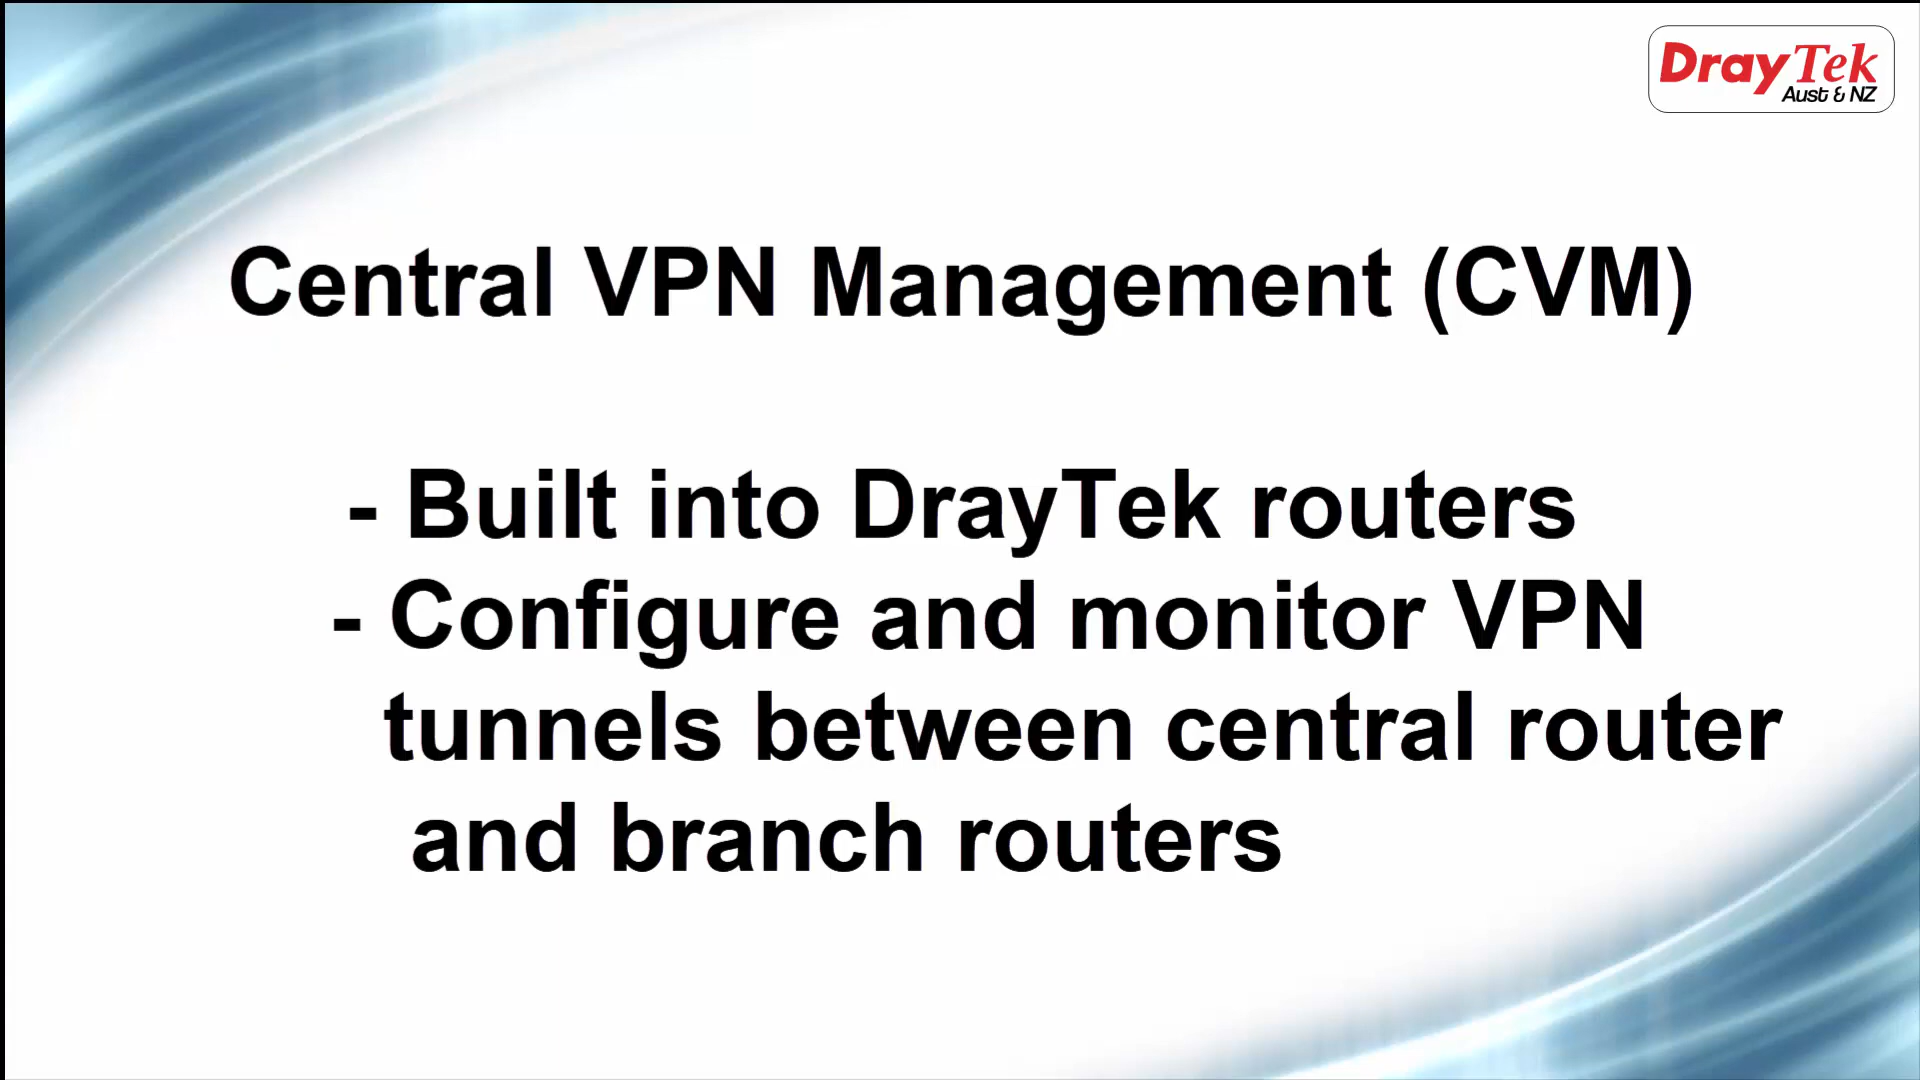 DrayTek
Aust & NZ
Central VPN Management (CVM)
- Built into DrayTek routers
- Configure and monitor VPN
tunnels between central router
and branch routers